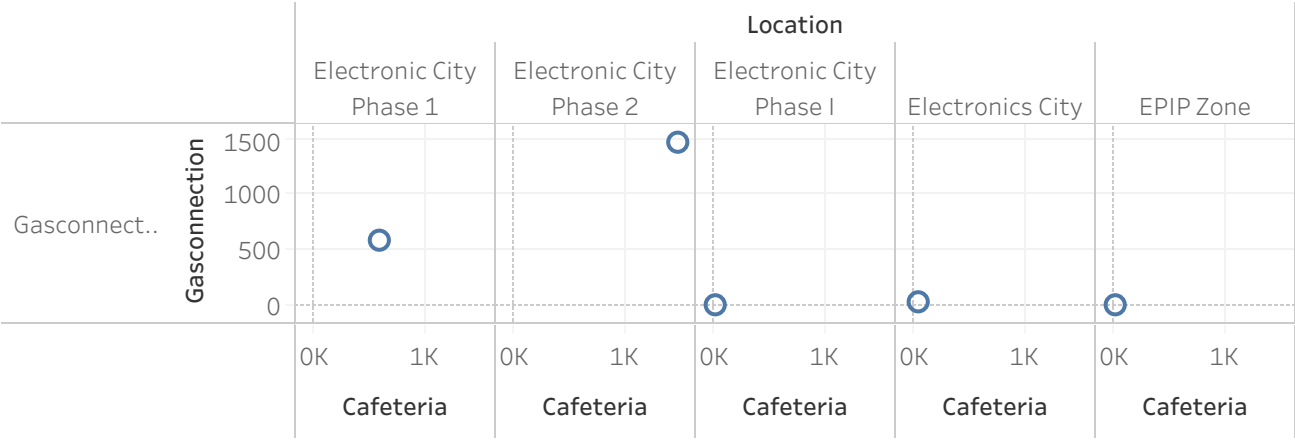 Location
Electronic City
Phase 1
Electronic City
Phase 2
Electronic City
Phase I
Electronics City
EPIP Zone
Gasconnect..
Gasconnection
1500
1000
500
0
0K 1K 0K 1K 0K 1K 0K 1K 0K 1K
Cafeteria Cafeteria Cafeteria Cafeteria Cafeteria